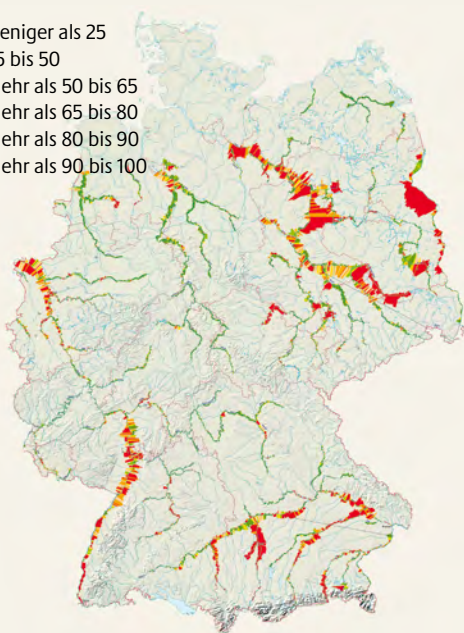 eniger als 25
5 bis 50
ehr als 50 bis 65
ehr als 65 bis 80
ehr als 80 bis 90
ehr als 90 bis 100